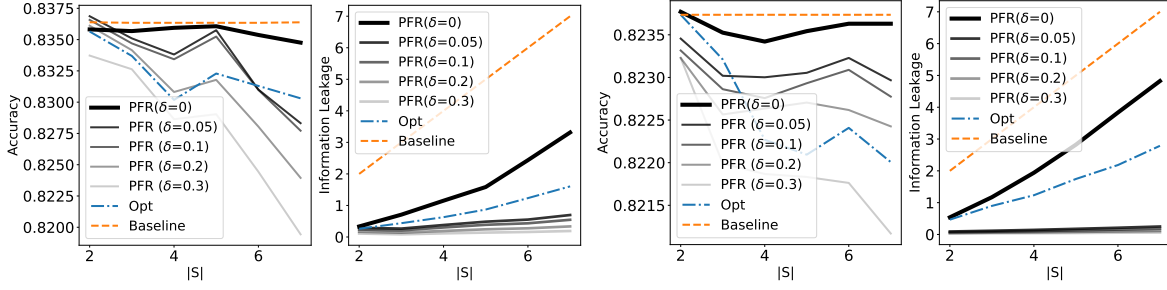 0.8375
0.8350
0.8325
0.8300
0.8275
0.8250
0.8225
0.8200
Accuracy
2
4
6
|S|
PFR(δ=0)
PFR (δ=0.05)
PFR (δ=0.1)
PFR (δ=0.2)
PFR (δ=0.3)
Opt
Baseline
7
6
5
4
3
2
1
0
Information Leakage
2
4
6
|S|
PFR(δ=0)
PFR(δ=0.05)
PFR(δ=0.1)
PFR(δ=0.2)
PFR(δ=0.3)
Opt
Baseline
0.8235
0.8230
0.8225
0.8220
0.8215
Accuracy
2
4
6
|S|
PFR(δ=0)
PFR (δ=0.05)
PFR (δ=0.1)
PFR (δ=0.2)
PFR (δ=0.3)
Opt
Baseline
7
6
5
4
3
2
1
0
Information Leakage
2
4
6
|S|
PFR(δ=0)
PFR(δ=0.05)
PFR(δ=0.1)
PFR(δ=0.2)
PFR(δ=0.3)
Opt
Baseline